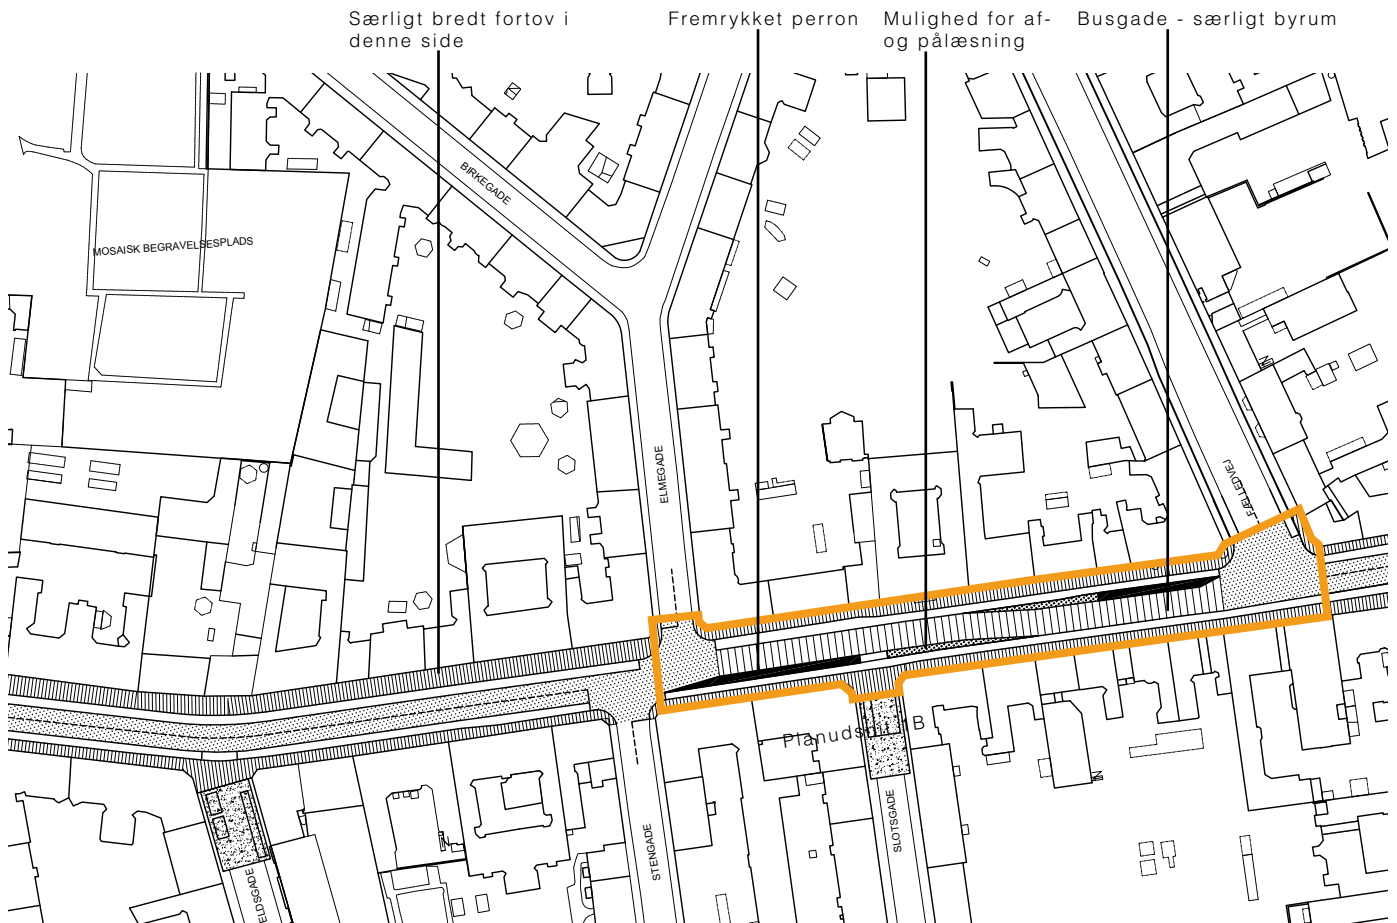 Særligt bredt fortov i
denne side
Fremrykket perron
Mulighed for af-
og pålæsning
Busgade - særligt byrum
BIRKEGADE
MOSAISK BEGRAVELSESPLADS
ELMEGADE
FÆLLEDVEJ
B
STENGADE
SLOTSGADE
ELDSGADE